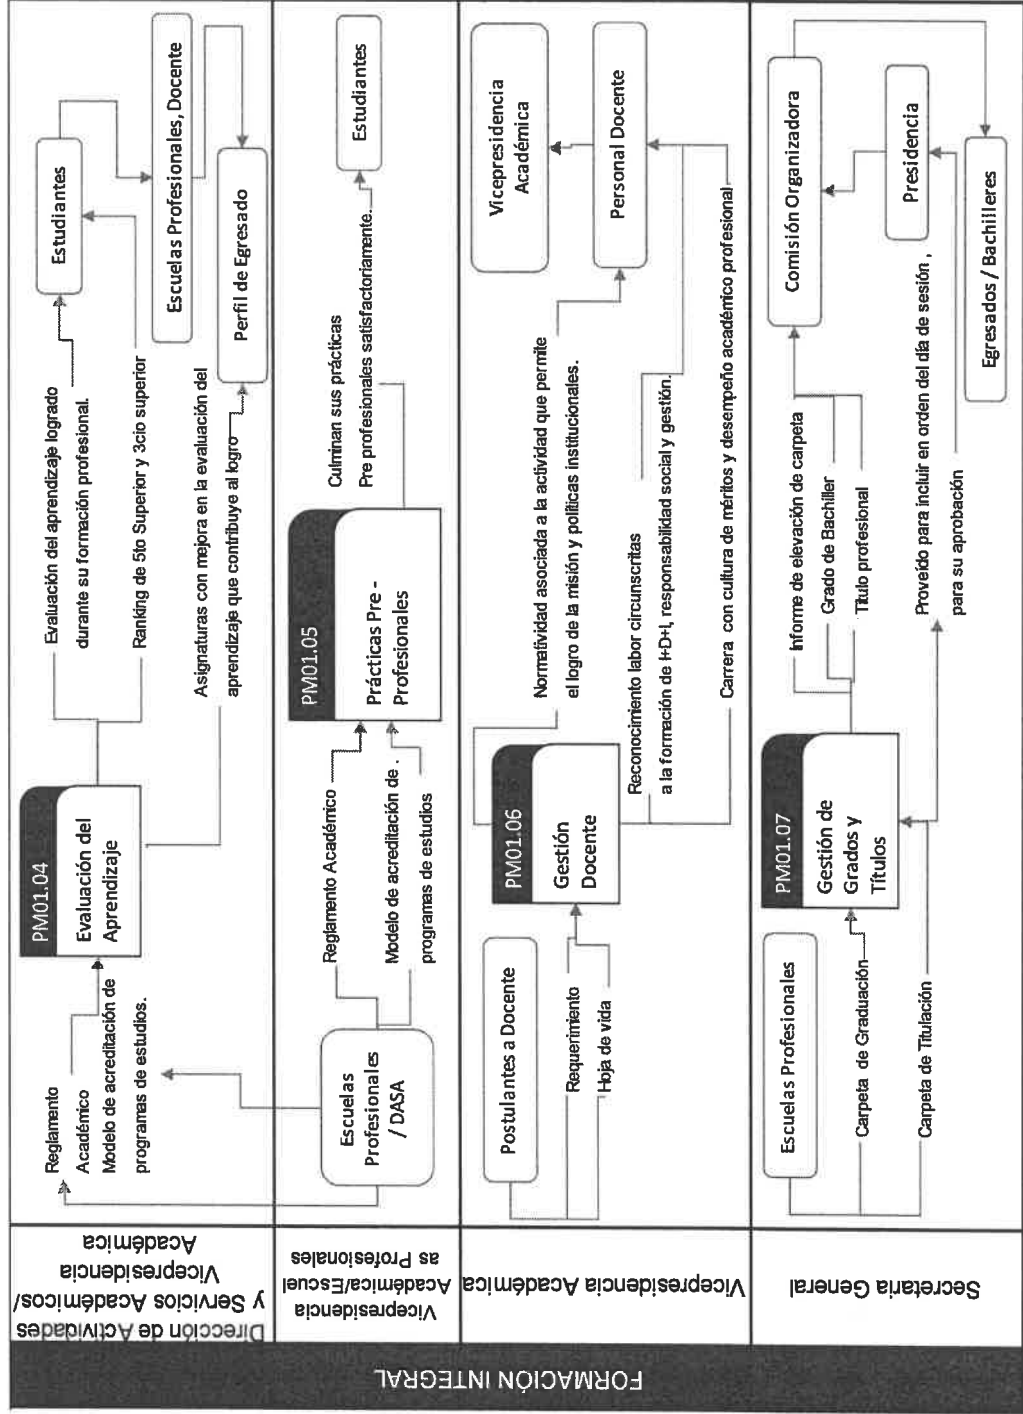 FORMACIÓN INTEGRAL
Dirección de Actividades
y Servicios Académicos/
Vicepresidencia
Académica
Reglamento
Académico
Modelo de acreditación de
programas de estudios.
PM01.04
Evaluación del
Aprendizaje
Evaluación del aprendizaje logrado
durante su formación profesional.
Ranking de 5to Superior y 3cio superior
Asignaturas con mejora en la evaluación del
aprendizaje que contribuye al logro
Estudiantes
Escuelas Profesionales, Docente
Perfil de Egresado
Vicepresidencia
Académica/Escuel
as Profesionales
Escuelas
Profesionales
/ DASA
Reglamento Académico
Modelo de acreditación de .
programas de estudios
PM01.05
Prácticas Pre -
Profesionales
Culminan sus prácticas
Pre profesionales satisfactoriamente.
Estudiantes
Vicepresidencia Académica
Postulantes a Docente
Requerimiento
Hoja de vida
PM01.06
Gestión
Docente
Normatividad asociada a la actividad que permite
el logro de la misión y políticas institucionales.
Reconocimiento labor circunscritas
a la formación de I+D+I, responsabilidad social y gestión.
Carrera con cultura de méritos y desempeño académico profesional
Vicepresidencia
Académica
Personal Docente
Secretaria General
Escuelas Profesionales
Carpeta de Graduación
Carpeta de Titulación
PM01.07
Gestión de
Grados y
Títulos
Informe de elevación de carpeta
Grado de Bachiller
Título profesional
Proveído para incluir en orden del día de sesión ,
para su aprobación
Comisión Organizadora
Presidencia
Egresados / Bachilleres